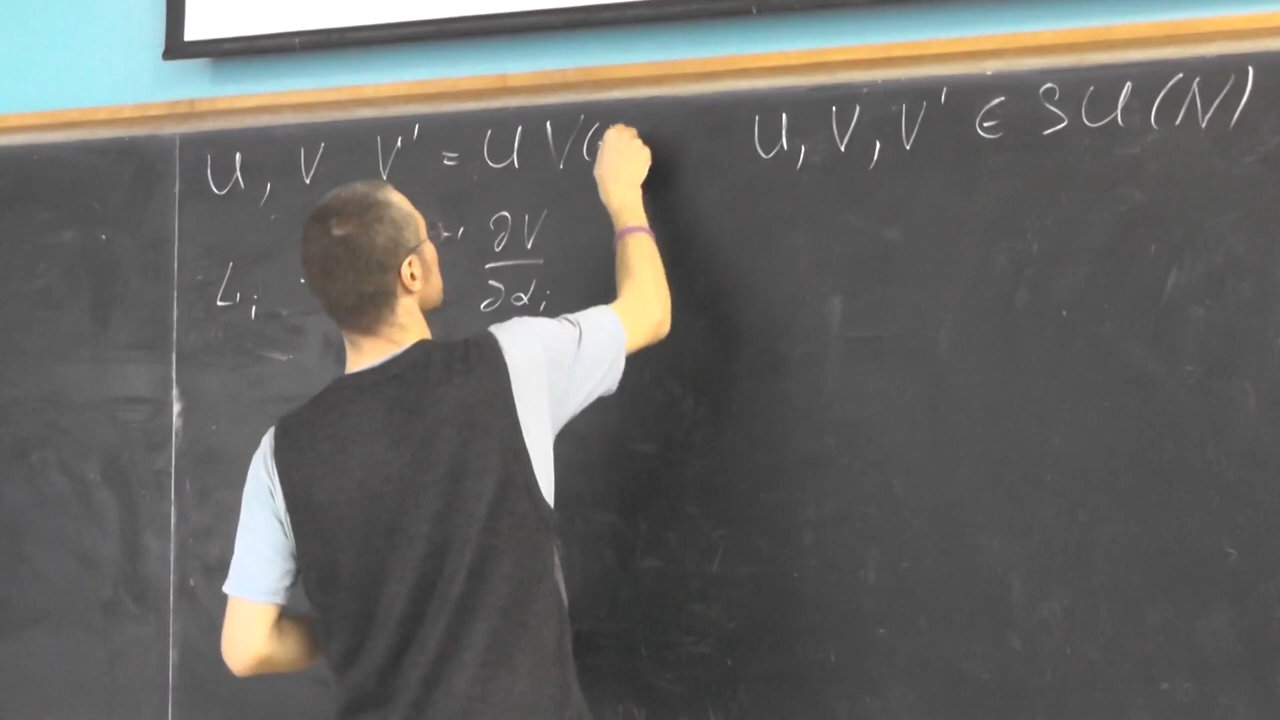 U, V V' = U V(
U, V, V' ∈ SU(N)
L_i ∂V/∂α_i